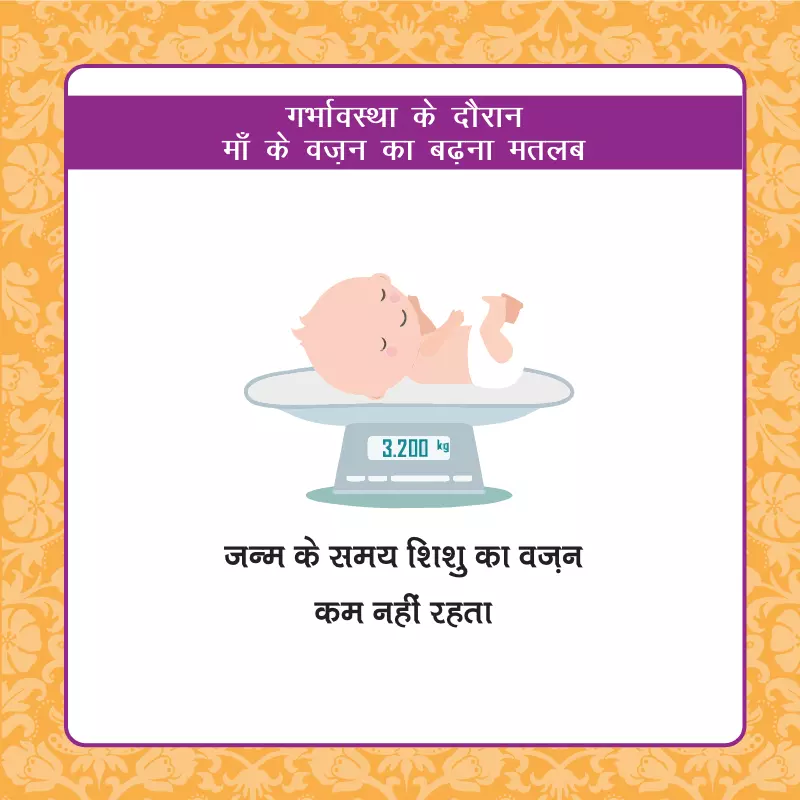 गर्भावस्था के दौरान
माँ के वज़न का बढ़ना मतलब
3.200 kg
जन्म के समय शिशु का वज़न
कम नहीं रहता